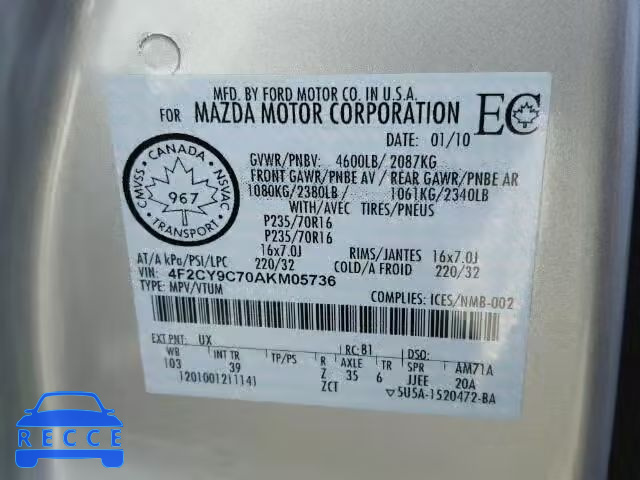 MFD. BY FORD MOTOR CO. IN U.S.A.
FOR MAZDA MOTOR CORPORATION
EC
DATE: 01/10
CANADA
CMVSS
NSVAC
967
TRANSPORT
GVWR/PNBV: 4600LB/ 2087KG
FRONT GAWR/PNBE AV / REAR GAWR/PNBE AR
1080KG/2380LB / 1061KG/2340LB
WITH/AVEC TIRES/PNEUS
P235/70R16
P235/70R16
16x7.0J RIMS/JANTES 16x7.0J
AT/A kPa/PSI/LPC 220/32 COLD/A FROID 220/32
VIN: 4F2CY9C70AKM05736
TYPE: MPV/VTUM
COMPLIES: ICES/NMB-002
EXT PNT: UX RC: B1 DSO:
WB INT TR TP/PS R AXLE TR SPR AM71A
103 39 Z 35 6 JJEE 20A
ZCT
5U5A-1520472-BA
AUTOBIDMASTER.COM